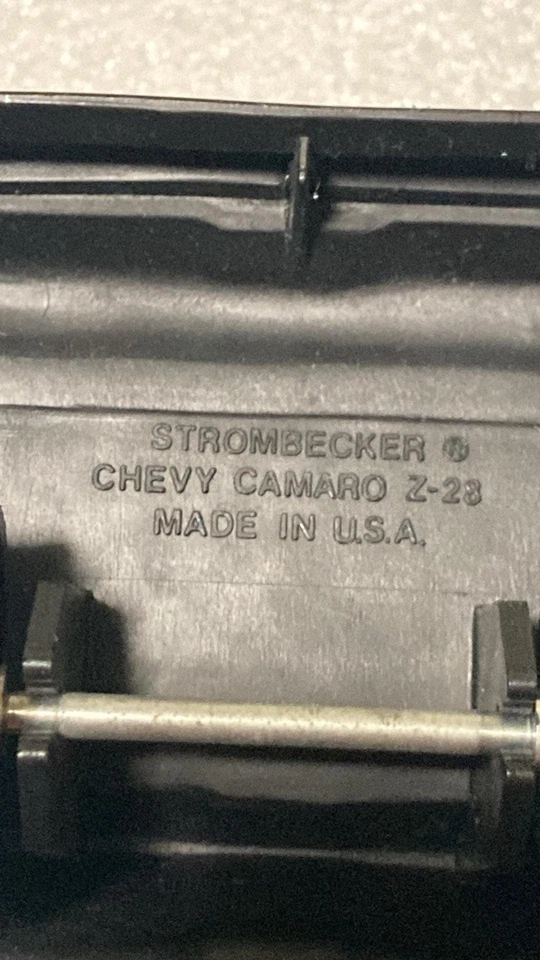 STROMBECKER ®
CHEVY CAMARO Z-28
MADE IN U.S.A.